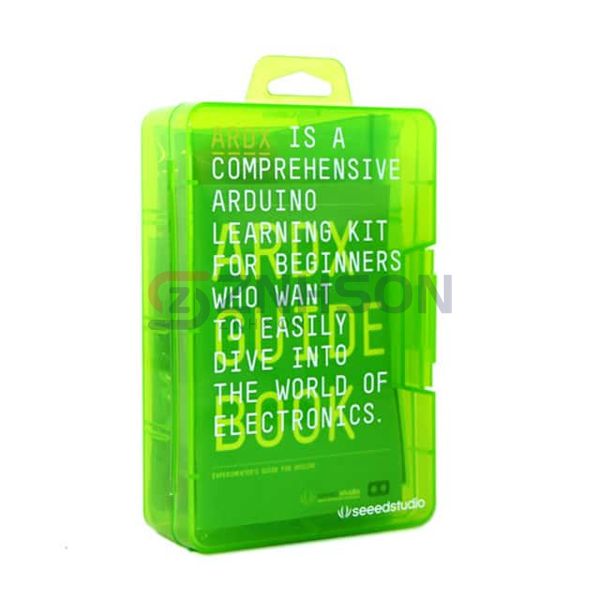 ARDX IS A
COMPREHENSIVE
ARDUINO
LEARNING KIT
FOR BEGINNERS
WHO WANT
TO EASILY
DIVE INTO
THE WORLD OF
ELECTRONICS.
ARDX
GUIDE
BOOK
seeedstudio
seeedstudio